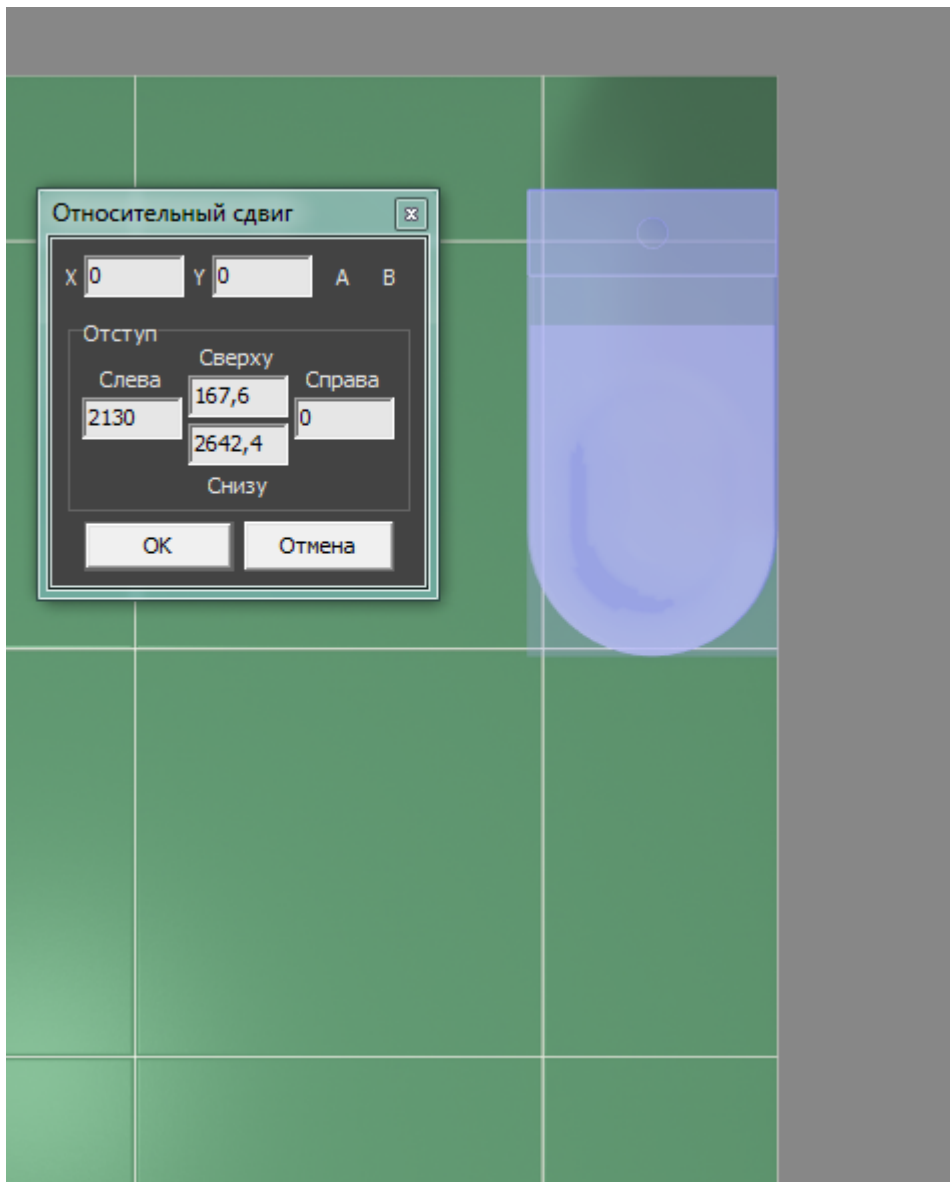 Относительный сдвиг
X 0 Y 0 A B
Отступ
Сверху
Слева 167,6 Справа
2130 0
2642,4
Снизу
OK Отмена